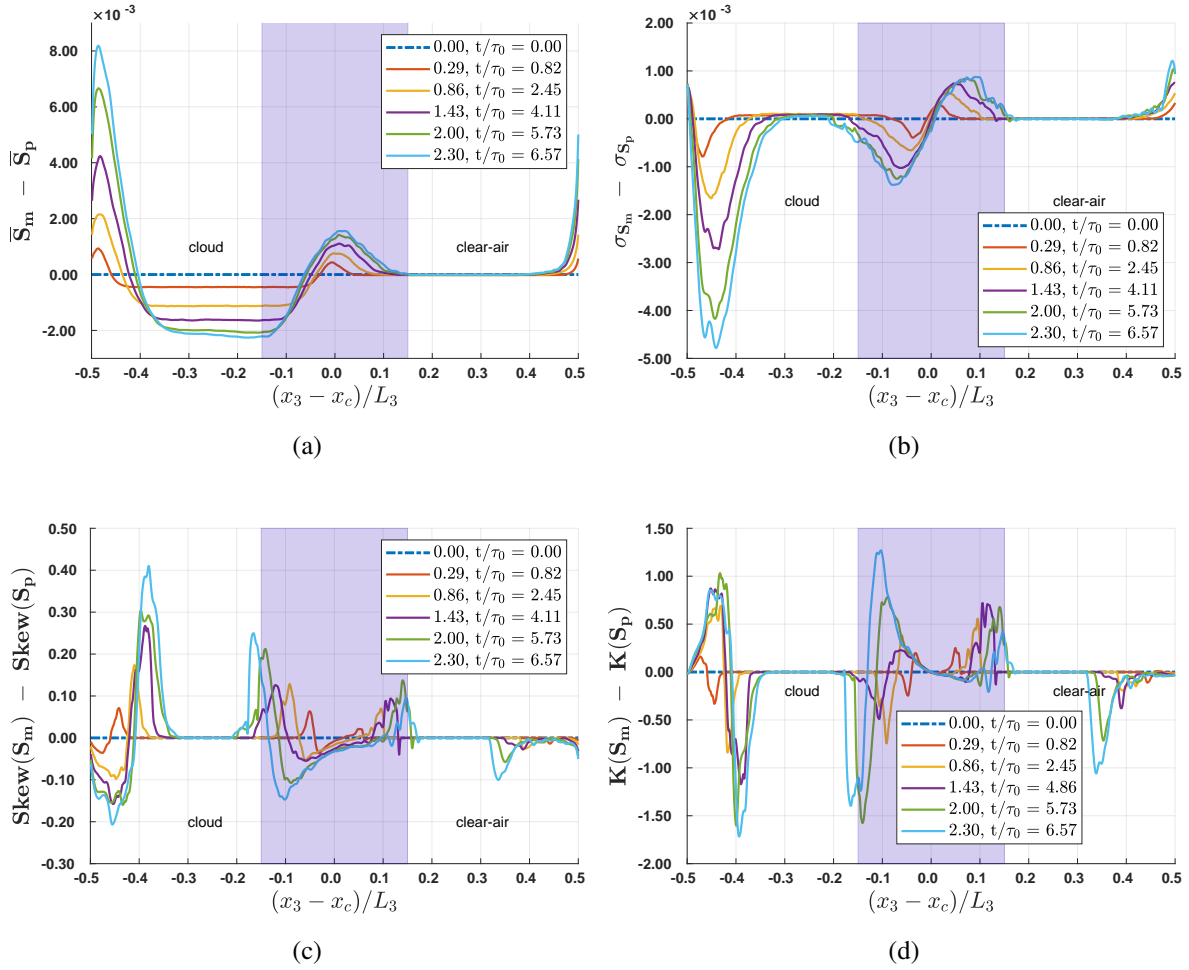 ×10 -3
8.00
6.00
4.00
2.00
0.00
-2.00
S̅m − S̅p
0.00, t/τ0 = 0.00
0.29, t/τ0 = 0.82
0.86, t/τ0 = 2.45
1.43, t/τ0 = 4.11
2.00, t/τ0 = 5.73
2.30, t/τ0 = 6.57
cloud
clear-air
-0.5 -0.4 -0.3 -0.2 -0.1 0.0 0.1 0.2 0.3 0.4 0.5
(x3 − xc)/L3
(a)
×10 -3
2.00
1.00
0.00
-1.00
-2.00
-3.00
-4.00
-5.00
σSm − σSp
cloud
clear-air
0.00, t/τ0 = 0.00
0.29, t/τ0 = 0.82
0.86, t/τ0 = 2.45
1.43, t/τ0 = 4.11
2.00, t/τ0 = 5.73
2.30, t/τ0 = 6.57
-0.5 -0.4 -0.3 -0.2 -0.1 0.0 0.1 0.2 0.3 0.4 0.5
(x3 − xc)/L3
(b)
0.50
0.40
0.30
0.20
0.10
0.00
-0.10
-0.20
-0.30
Skew(Sm) − Skew(Sp)
0.00, t/τ0 = 0.00
0.29, t/τ0 = 0.82
0.86, t/τ0 = 2.45
1.43, t/τ0 = 4.11
2.00, t/τ0 = 5.73
2.30, t/τ0 = 6.57
cloud
clear-air
-0.5 -0.4 -0.3 -0.2 -0.1 0.0 0.1 0.2 0.3 0.4 0.5
(x3 − xc)/L3
(c)
1.50
1.00
0.50
0.00
-0.50
-1.00
-1.50
-2.00
K(Sm) − K(Sp)
cloud
clear-air
0.00, t/τ0 = 0.00
0.29, t/τ0 = 0.82
0.86, t/τ0 = 2.45
1.43, t/τ0 = 4.86
2.00, t/τ0 = 5.73
2.30, t/τ0 = 6.57
-0.5 -0.4 -0.3 -0.2 -0.1 0.0 0.1 0.2 0.3 0.4 0.5
(x3 − xc)/L3
(d)